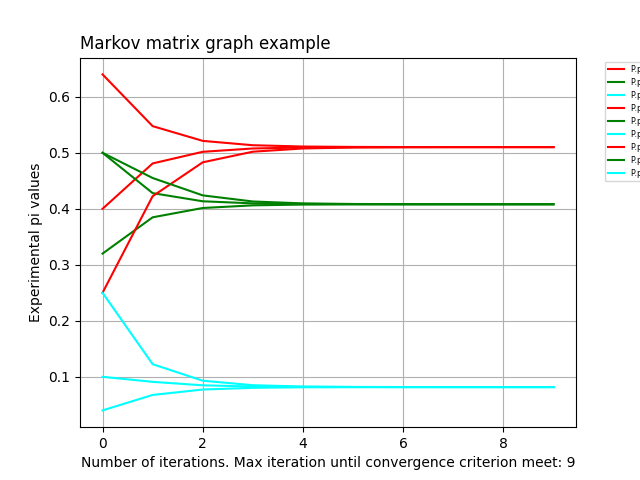 Markov matrix graph example
Experimental pi values
0.6
0.5
0.4
0.3
0.2
0.1
0 2 4 6 8
Number of iterations. Max iteration until convergence criterion meet: 9